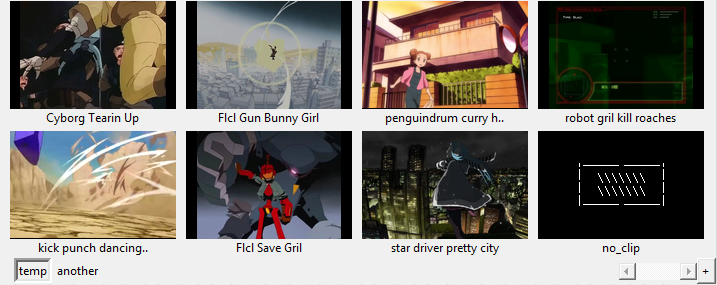 Cyborg Tearin Up
Flcl Gun Bunny Girl
penguindrum curry h..
robot gril kill roaches
kick punch dancing..
Flcl Save Gril
star driver pretty city
no_clip
temp another
+